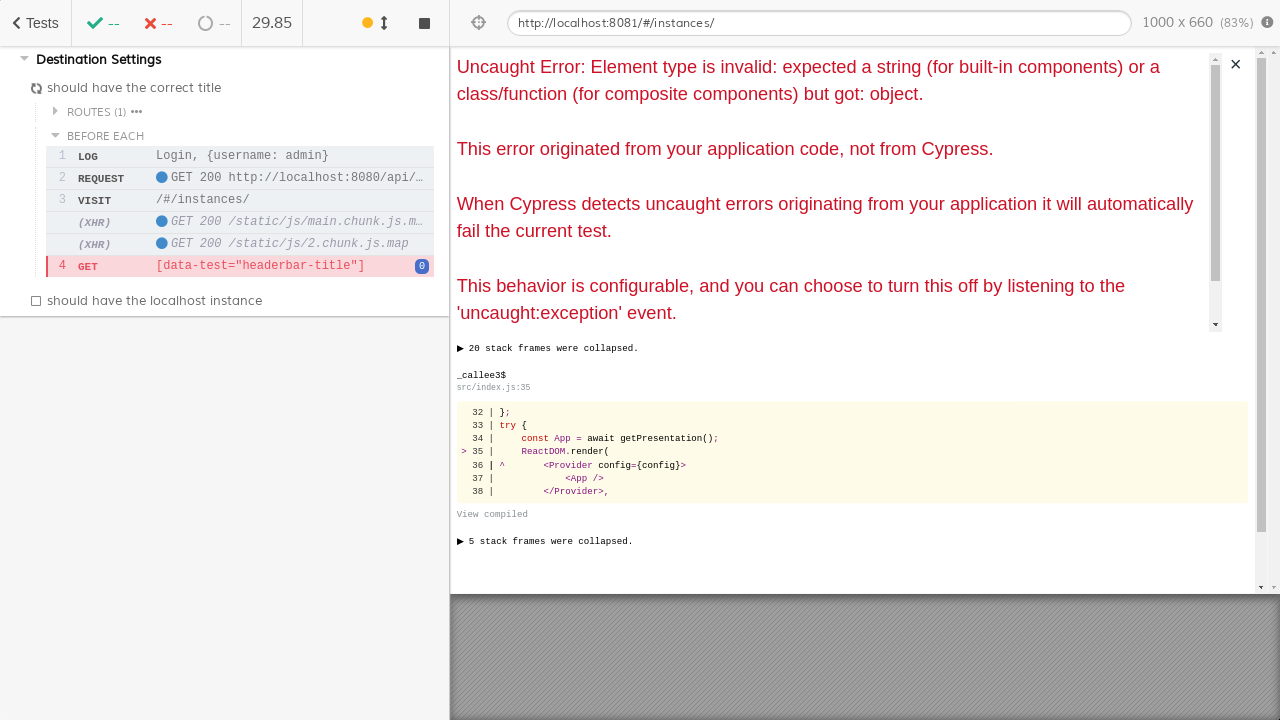 Tests
--
--
--
29.85
http://localhost:8081/#/instances/
1000 x 660 (83%)
Destination Settings
should have the correct title
ROUTES (1)
BEFORE EACH
1 LOG Login, {username: admin}
2 REQUEST GET 200 http://localhost:8080/api/…
3 VISIT /#/instances/
(XHR) GET 200 /static/js/main.chunk.js.m…
(XHR) GET 200 /static/js/2.chunk.js.map
4 GET [data-test="headerbar-title"] 0
should have the localhost instance
Uncaught Error: Element type is invalid: expected a string (for built-in components) or a
class/function (for composite components) but got: object.
This error originated from your application code, not from Cypress.
When Cypress detects uncaught errors originating from your application it will automatically
fail the current test.
This behavior is configurable, and you can choose to turn this off by listening to the
'uncaught:exception' event.
▶ 20 stack frames were collapsed.
_callee3$
src/index.js:35
32 | };
33 | try {
34 |     const App = await getPresentation();
> 35 |     ReactDOM.render(
36 | ^       <Provider config={config}>
37 |             <App />
38 |         </Provider>,
View compiled
▶ 5 stack frames were collapsed.